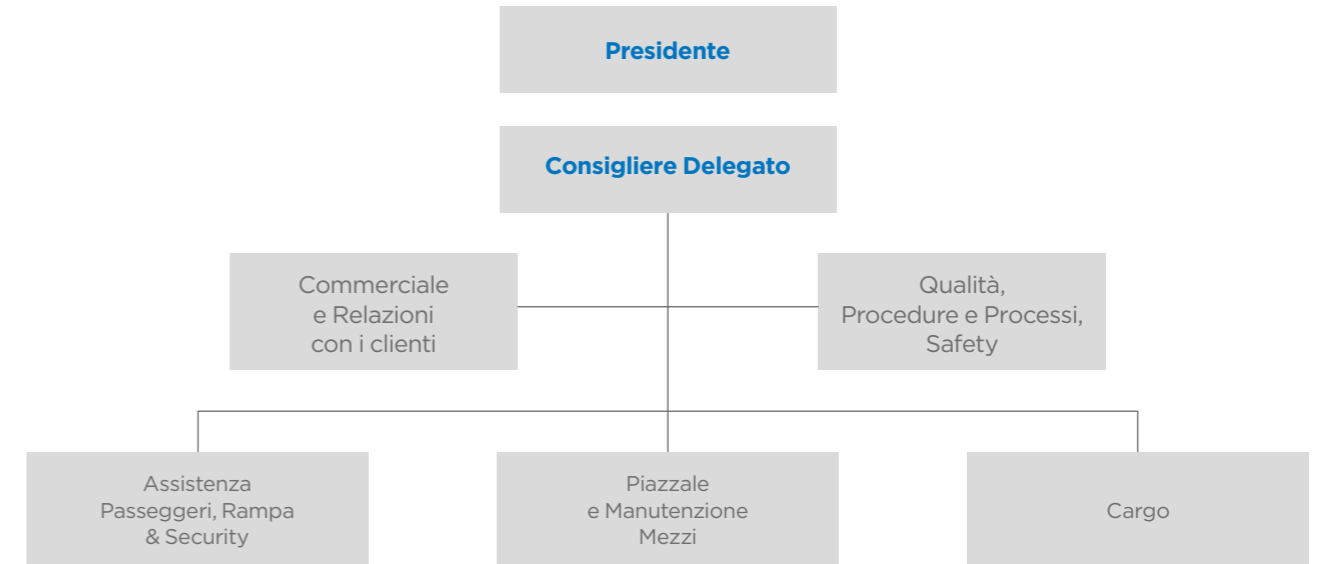 Presidente
Consigliere Delegato
Commerciale
e Relazioni
con i clienti
Qualità,
Procedure e Processi,
Safety
Assistenza
Passeggeri, Rampa
& Security
Piazzale
e Manutenzione
Mezzi
Cargo